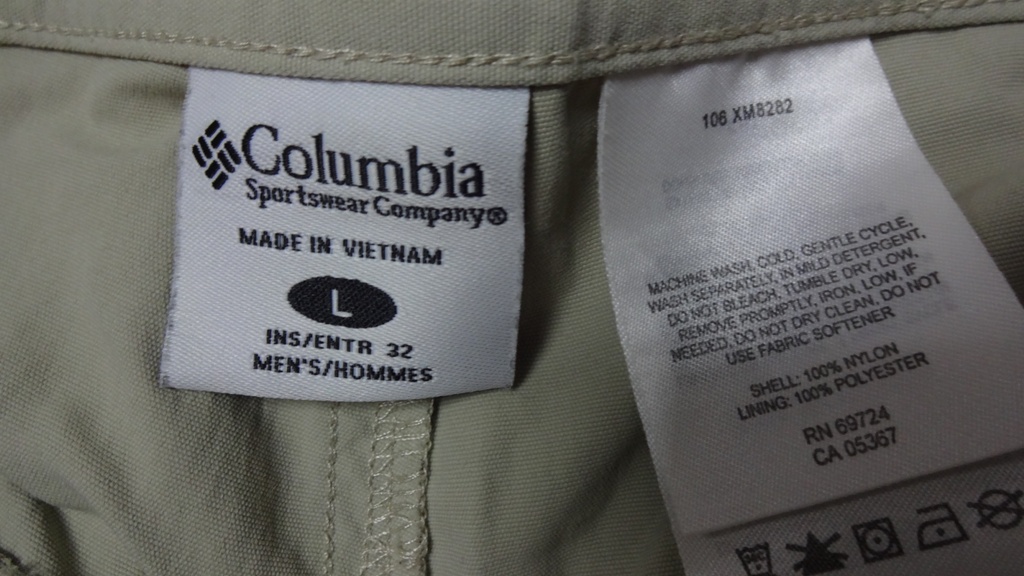 Columbia
Sportswear Company®
MADE IN VIETNAM
L
INS/ENTR 32
MEN'S/HOMMES
106 XM8282
MACHINE WASH, COLD, GENTLE CYCLE,
WASH SEPARATELY, IN MILD DETERGENT,
DO NOT BLEACH, TUMBLE DRY, LOW,
REMOVE PROMPTLY, IRON, LOW, IF
NEEDED, DO NOT DRY CLEAN, DO NOT
USE FABRIC SOFTENER
SHELL: 100% NYLON
LINING: 100% POLYESTER
RN 69724
CA 05367